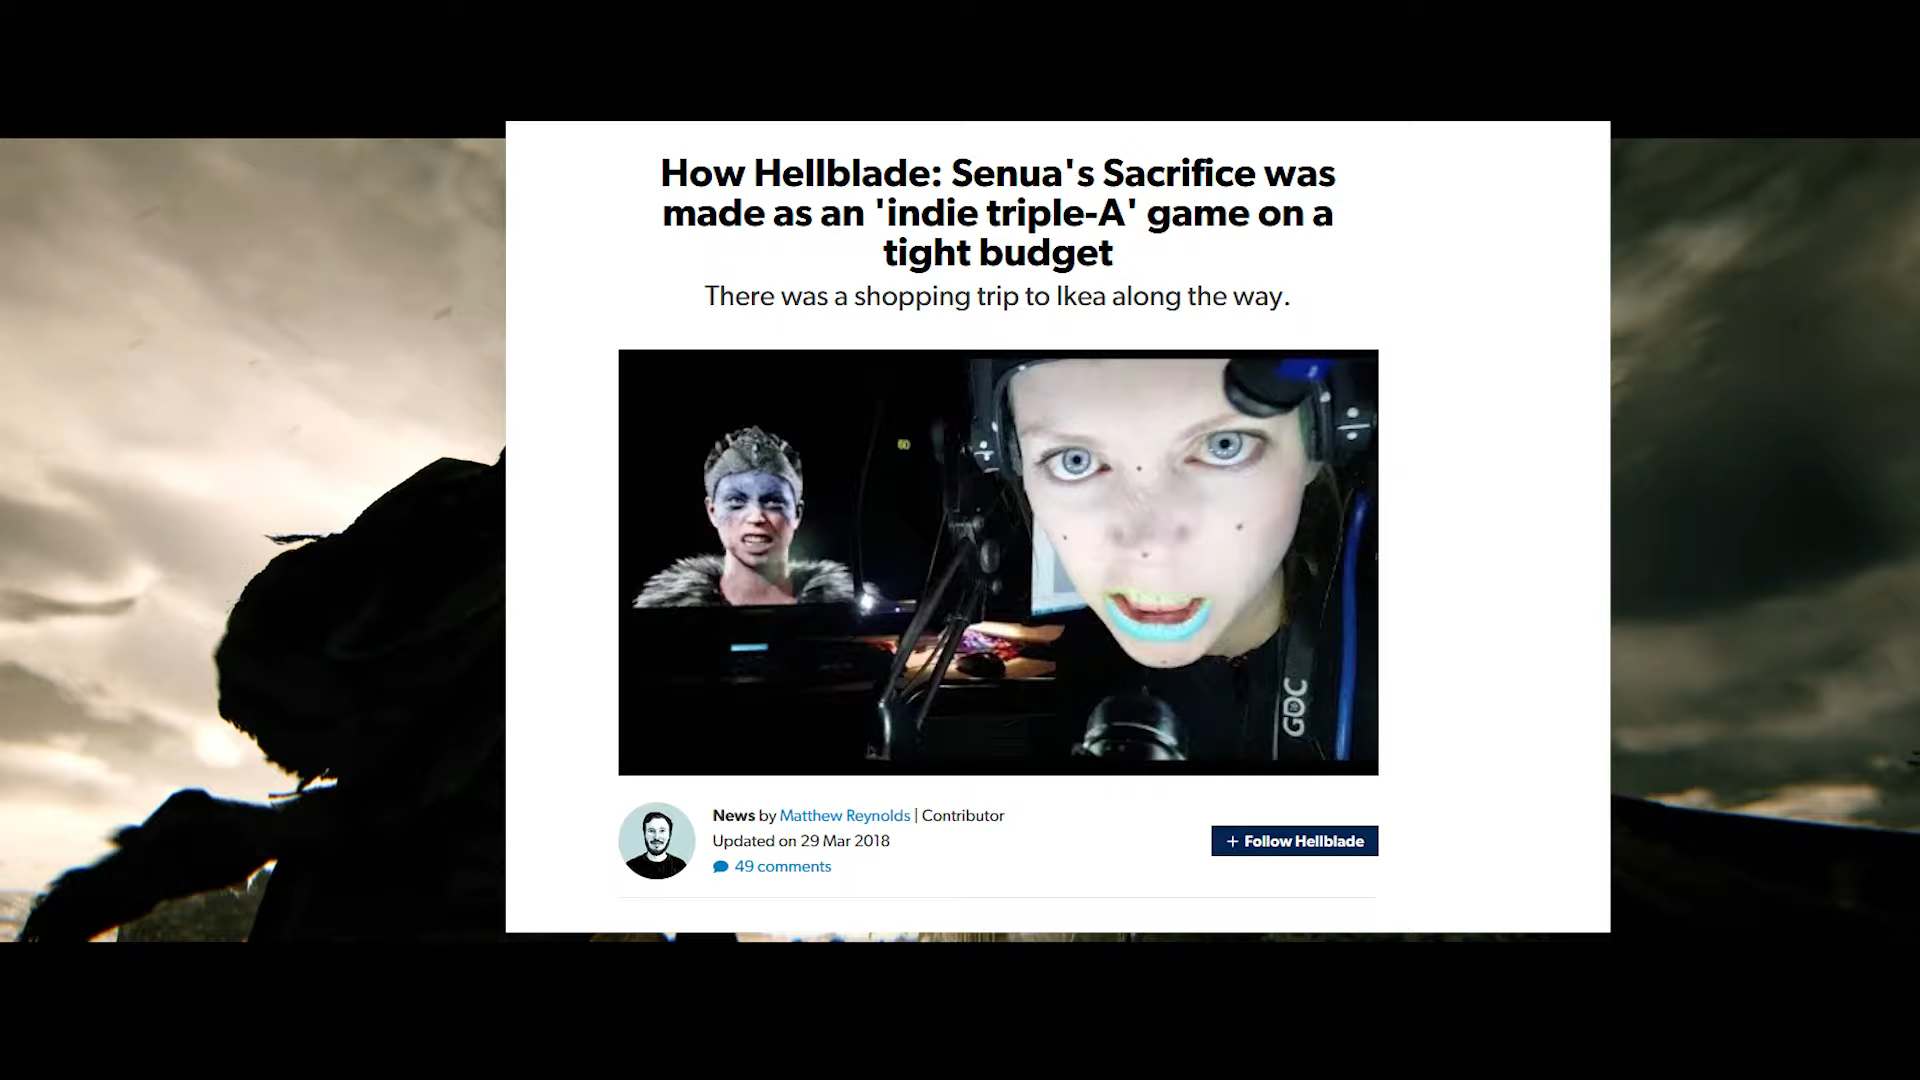 How Hellblade: Senua's Sacrifice was
made as an 'indie triple-A' game on a
tight budget
There was a shopping trip to Ikea along the way.
60
GDC
News by Matthew Reynolds | Contributor
Updated on 29 Mar 2018
49 comments
+ Follow Hellblade